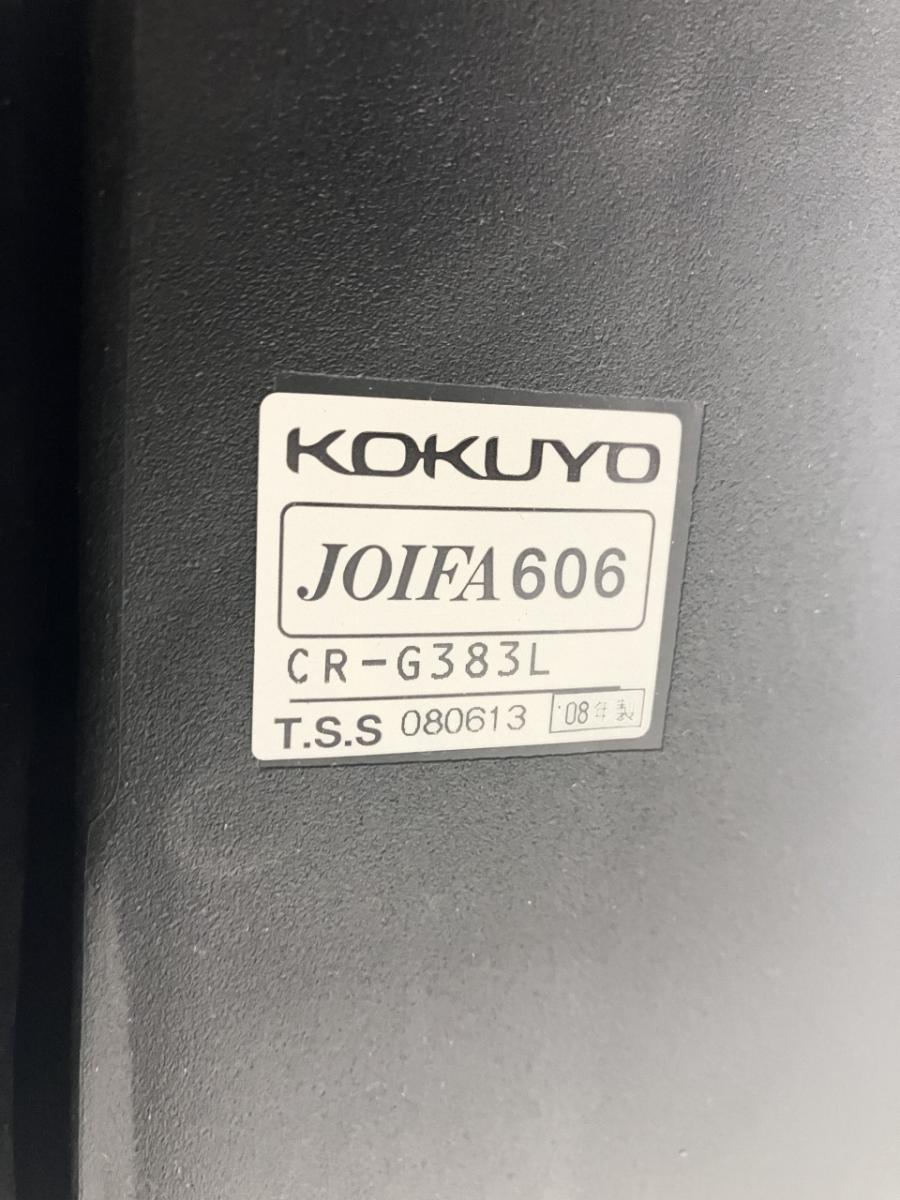 KOKUYO
JOIFA 606
CR-G383L
T.S.S 080613 '08年製